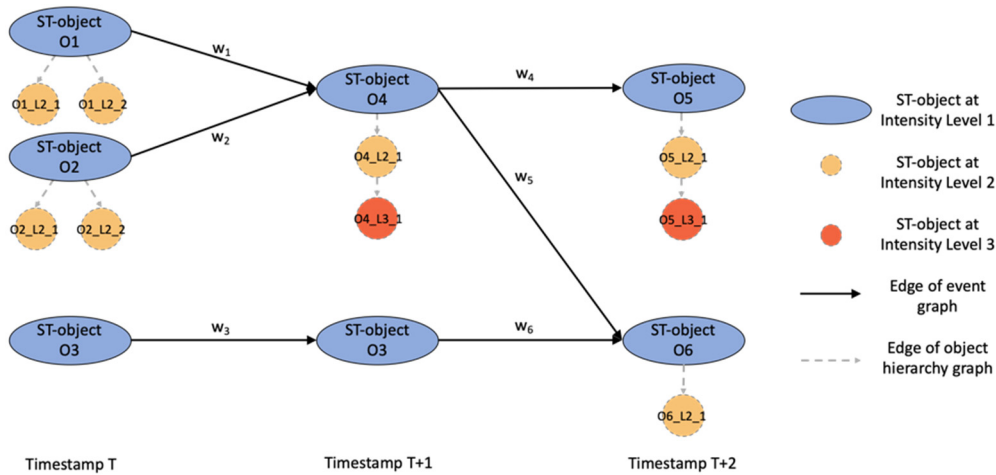 ST-object
O1
O1_L2_1
O1_L2_2
ST-object
O2
O2_L2_1
O2_L2_2
ST-object
O3
w₁
w₂
w₃
ST-object
O4
O4_L2_1
O4_L3_1
ST-object
O3
w₄
w₅
w₆
ST-object
O5
O5_L2_1
O5_L3_1
ST-object
O6
O6_L2_1
Timestamp T
Timestamp T+1
Timestamp T+2
ST-object at
Intensity Level 1
ST-object at
Intensity Level 2
ST-object at
Intensity Level 3
Edge of event
graph
Edge of object
hierarchy graph